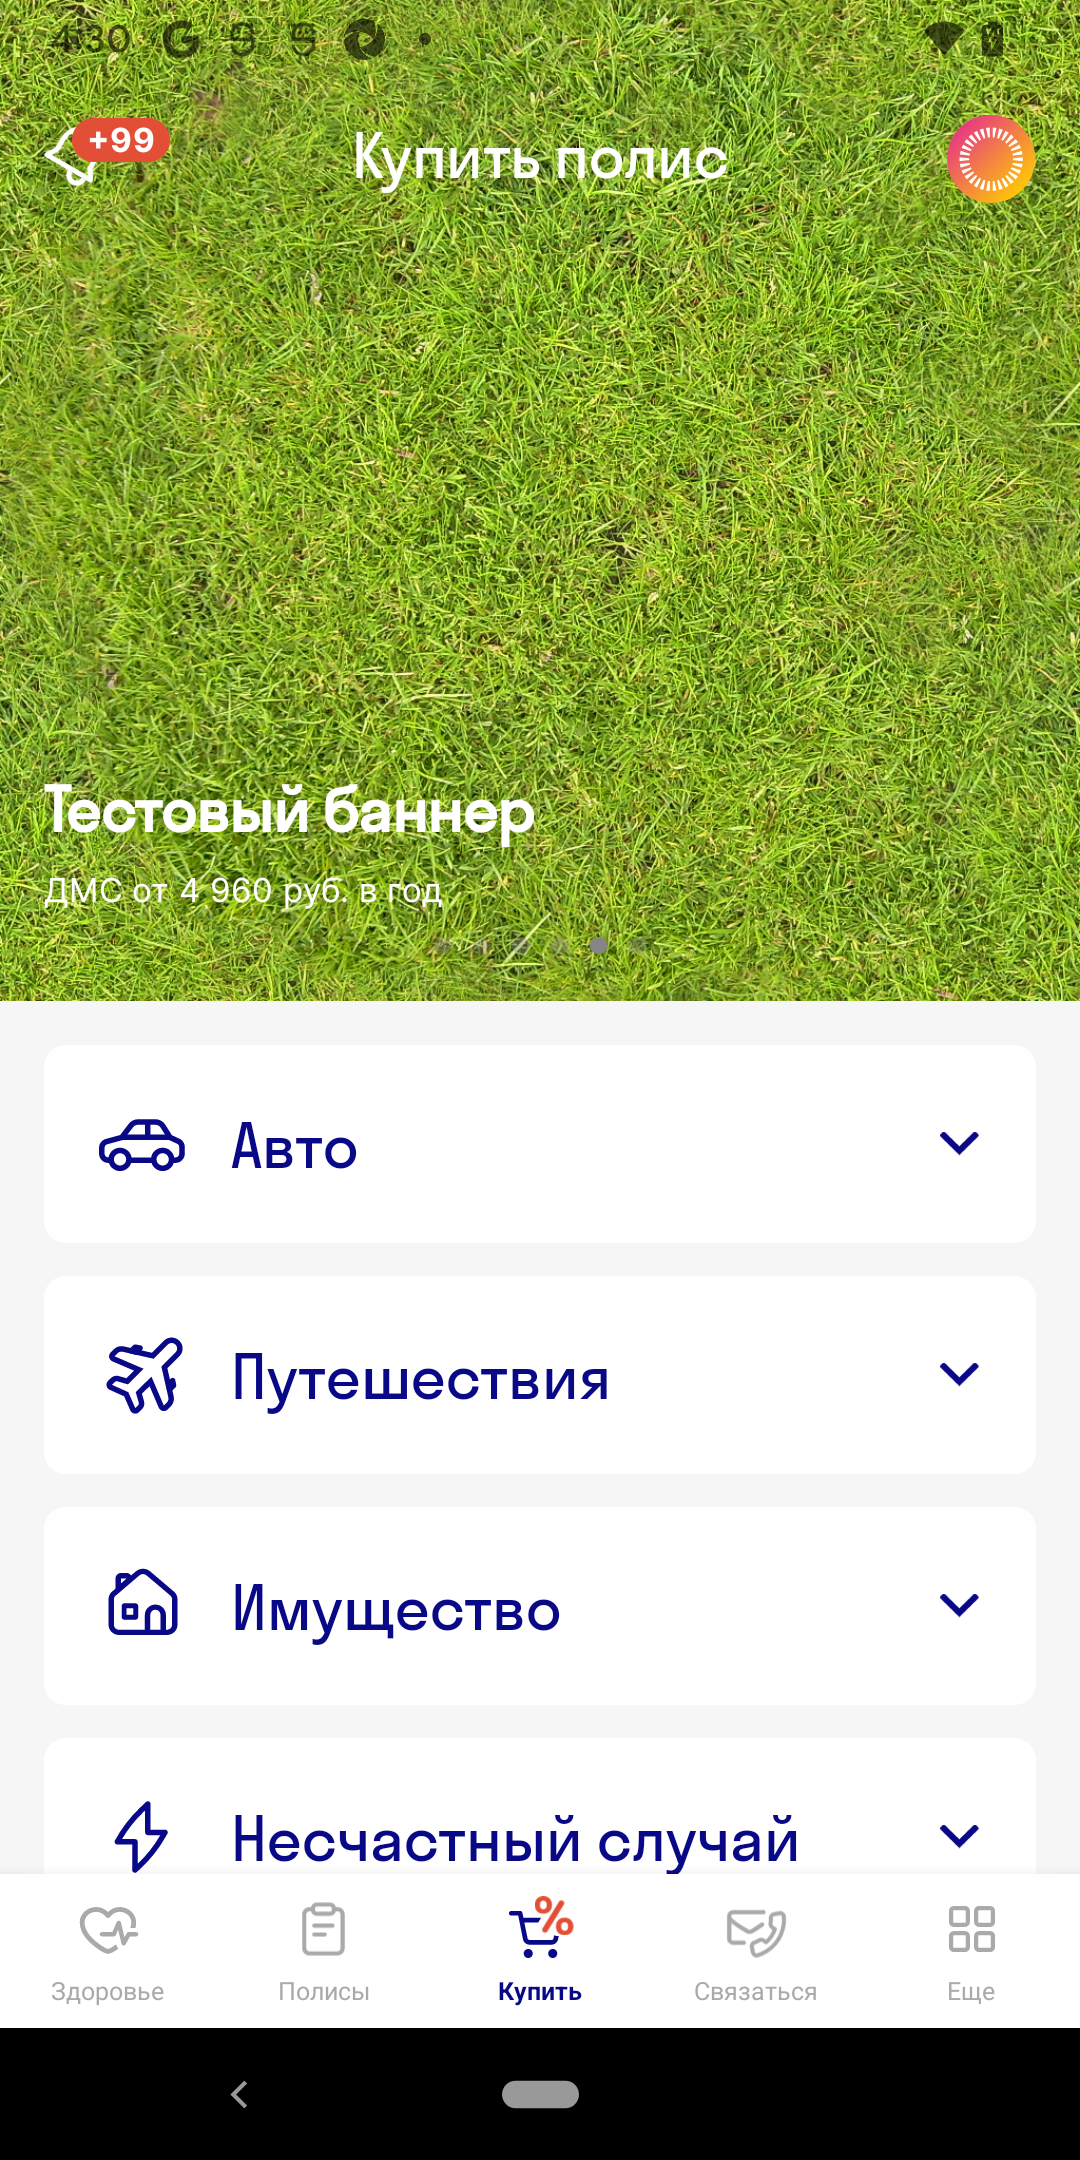 4:30
+99
Купить полис
Тестовый баннер
ДМС от 4 960 руб. в год
Авто
Путешествия
Имущество
Несчастный случай
%
Здоровье
Полисы
Купить
Связаться
Еще